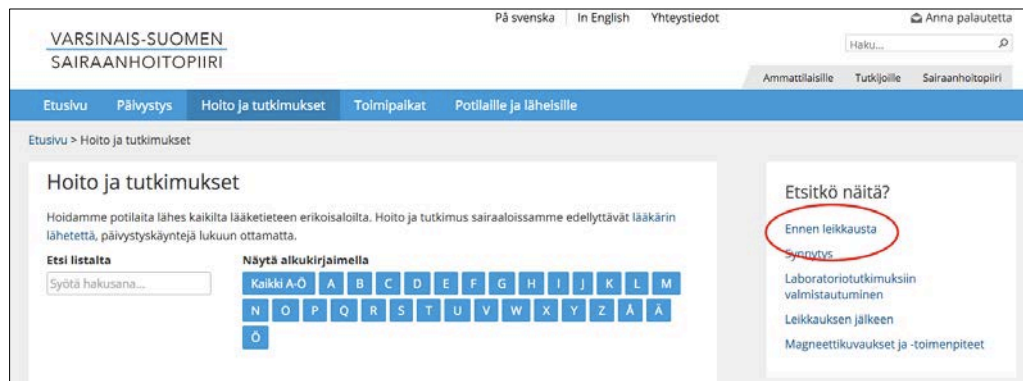 På svenska In English Yhteystiedot Anna palautetta
VARSINAIS-SUOMEN
SAIRAANHOITOPIIRI
Haku...
Ammattilaisille Tutkijoille Sairaanhoitopiiri
Etusivu Päivystys Hoito ja tutkimukset Toimipaikat Potilaille ja läheisille
Etusivu > Hoito ja tutkimukset
Hoito ja tutkimukset
Hoidamme potilaita lähes kaikilta lääketieteen erikoisaloilta. Hoito ja tutkimus sairaaloissamme edellyttävät lääkärin
lähetettä, päivystyskäyntejä lukuun ottamatta.
Etsi listalta
Syötä hakusana...
Näytä alkukirjaimella
Kaikki A-Ö A B C D E F G H I J K L M
N O P Q R S T U V W X Y Z Å Ä
Ö
Etsitkö näitä?
Ennen leikkausta
Synnytys
Laboratoriotutkimuksiin
valmistautuminen
Leikkauksen jälkeen
Magneettikuvaukset ja -toimenpiteet